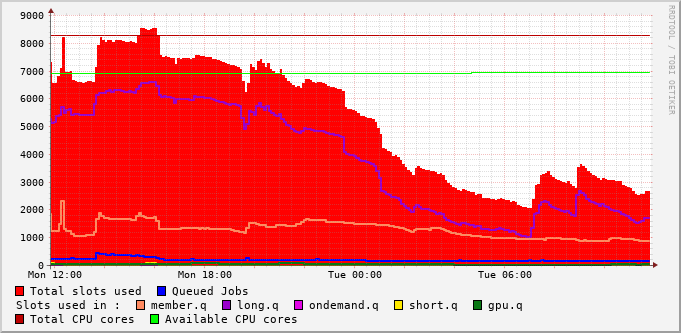 9000
8000
7000
6000
5000
4000
3000
2000
1000
0
Mon 12:00 Mon 18:00 Tue 00:00 Tue 06:00
Total slots used Queued Jobs
Slots used in : member.q long.q ondemand.q short.q gpu.q
Total CPU cores Available CPU cores
RRDTOOL / TOBI OETIKER